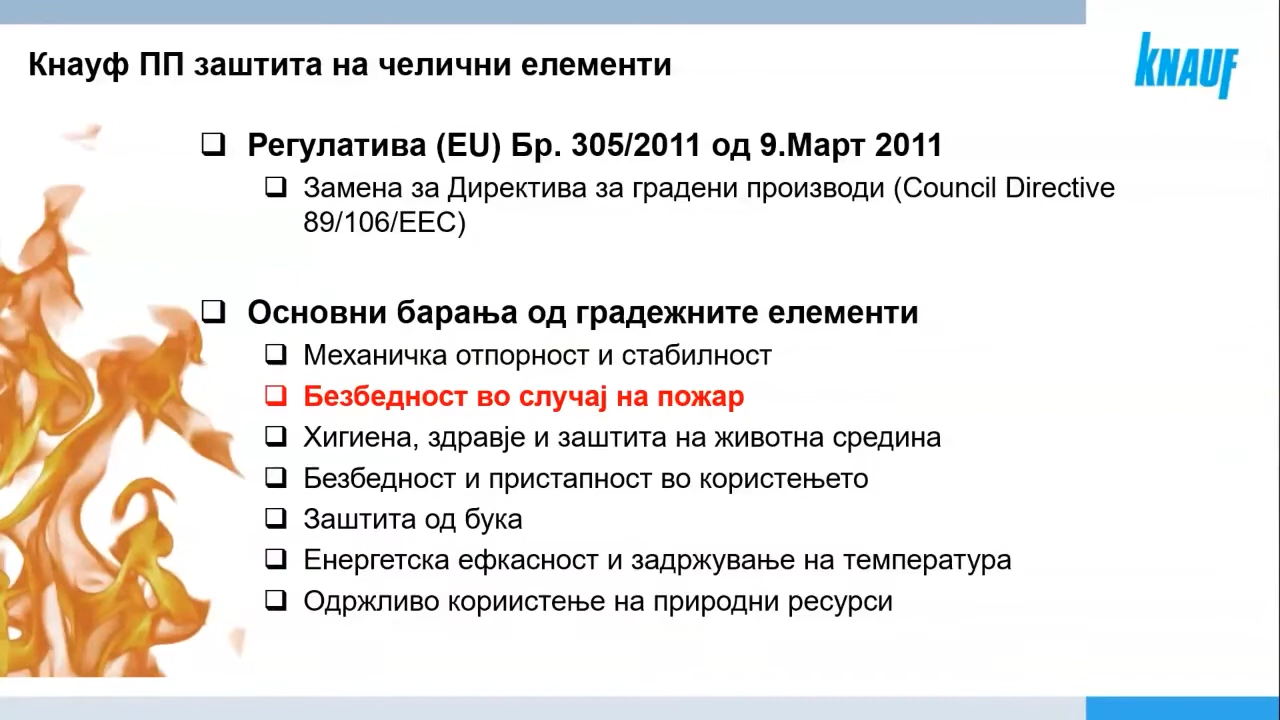 Кнауф ПП заштита на челични елементи
KNAUF
Регулатива (EU) Бр. 305/2011 од 9.Март 2011
Замена за Директива за градени производи (Council Directive
89/106/EEC)
Основни барања од градежните елементи
Механичка отпорност и стабилност
Безбедност во случај на пожар
Хигиена, здравје и заштита на животна средина
Безбедност и пристапност во користењето
Заштита од бука
Енергетска ефкасност и задржување на температура
Одржливо кориистење на природни ресурси